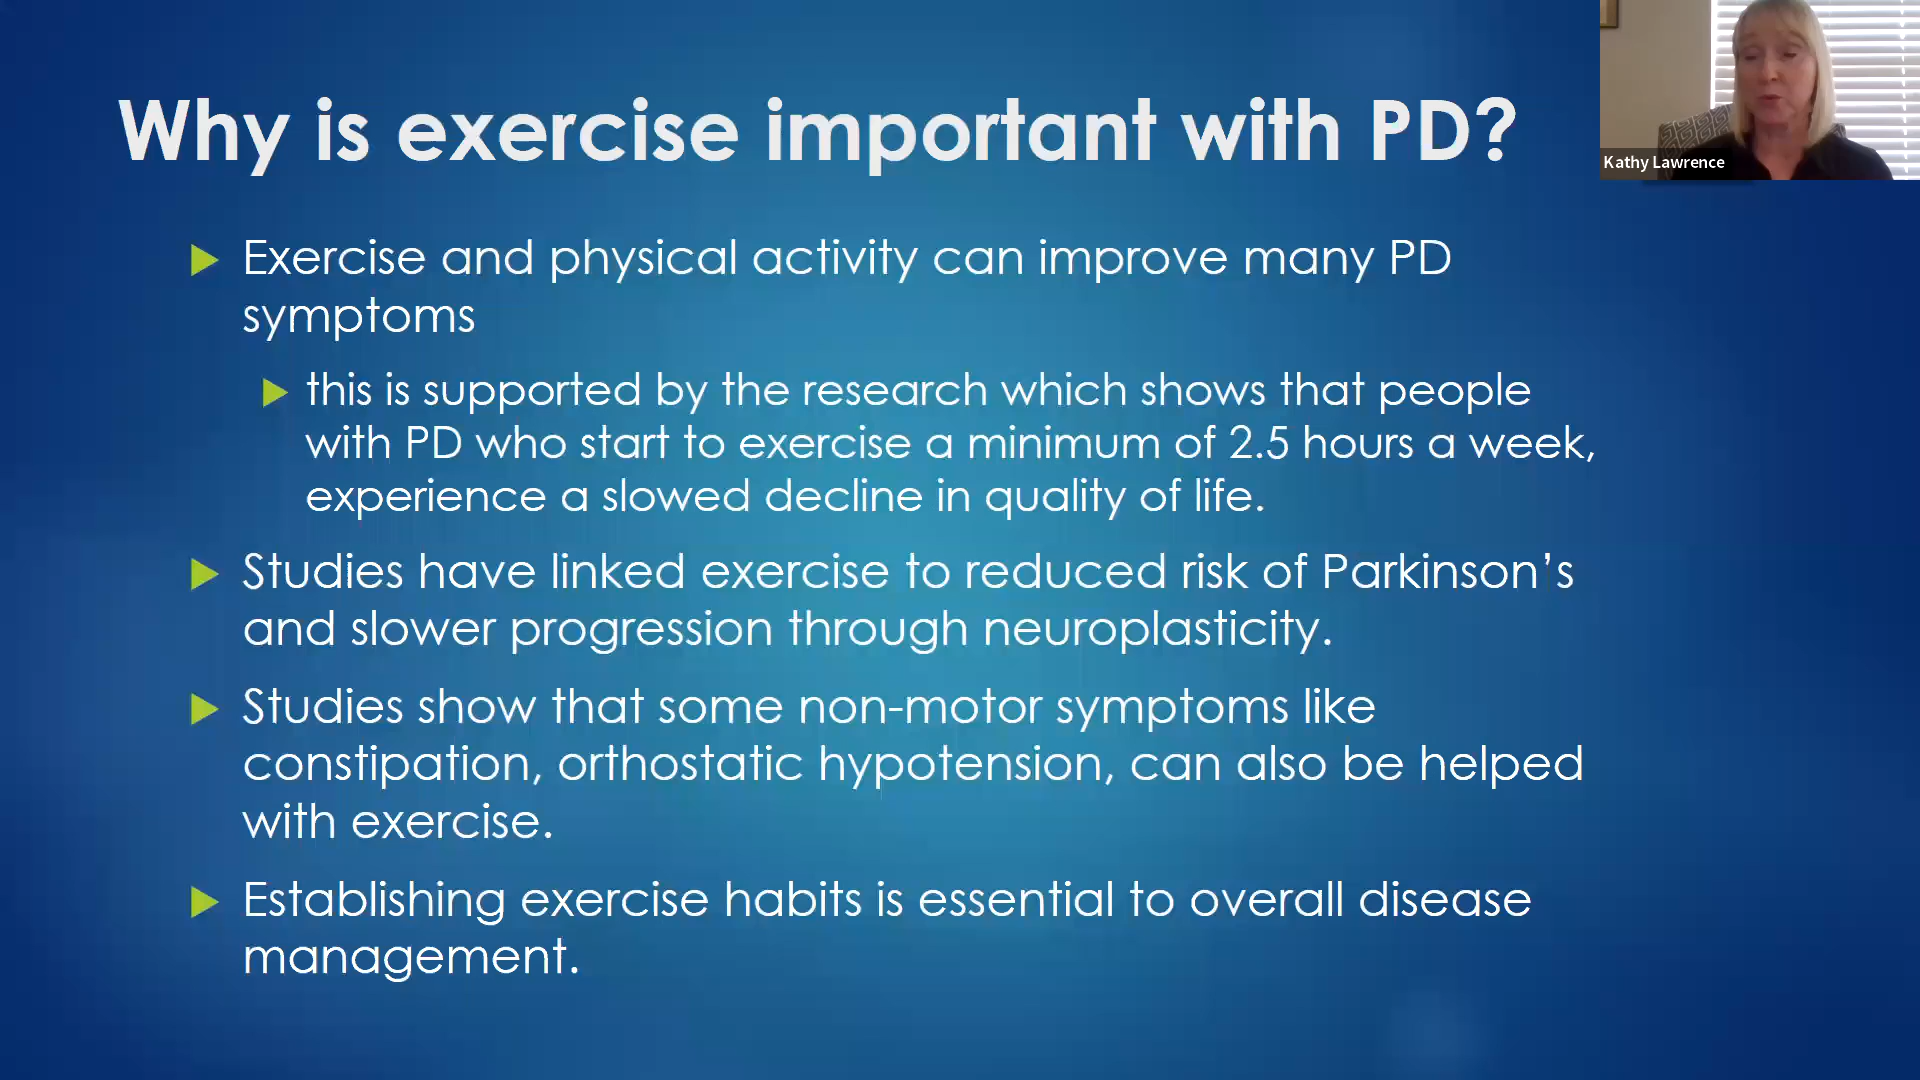 Why is exercise important with PD?
Kathy Lawrence
Exercise and physical activity can improve many PD
symptoms
this is supported by the research which shows that people
with PD who start to exercise a minimum of 2.5 hours a week,
experience a slowed decline in quality of life.
Studies have linked exercise to reduced risk of Parkinson’s
and slower progression through neuroplasticity.
Studies show that some non-motor symptoms like
constipation, orthostatic hypotension, can also be helped
with exercise.
Establishing exercise habits is essential to overall disease
management.